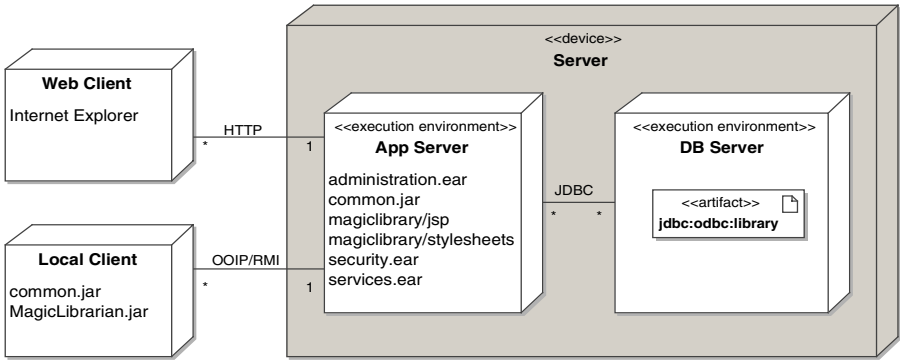 <<device>>
Server
Web Client
Internet Explorer
HTTP
*
1
<<execution environment>>
App Server
administration.ear
common.jar
magiclibrary/jsp
magiclibrary/stylesheets
security.ear
services.ear
JDBC
*
*
<<execution environment>>
DB Server
<<artifact>>
jdbc:odbc:library
Local Client
common.jar
MagicLibrarian.jar
OOIP/RMI
*
1